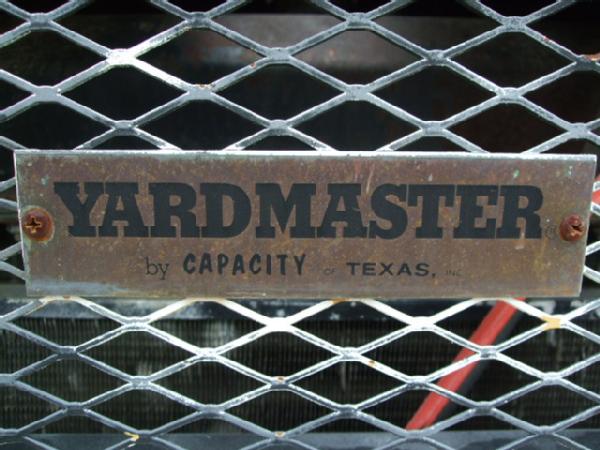 YARDMASTER®
by CAPACITY OF TEXAS, INC.